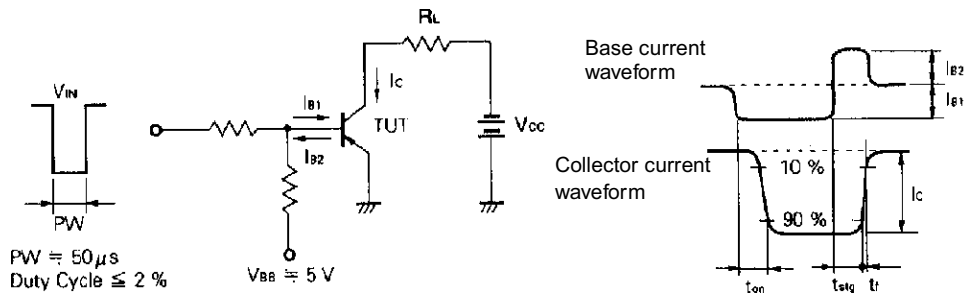 VIN
PW
PW ≒ 50 μs
Duty Cycle ≦ 2 %
IB1
IB2
VBB ≒ 5 V
TUT
IC
RL
VCC
Base current
waveform
IB2
IB1
Collector current
waveform
10 %
90 %
IC
ton
tstg
tf